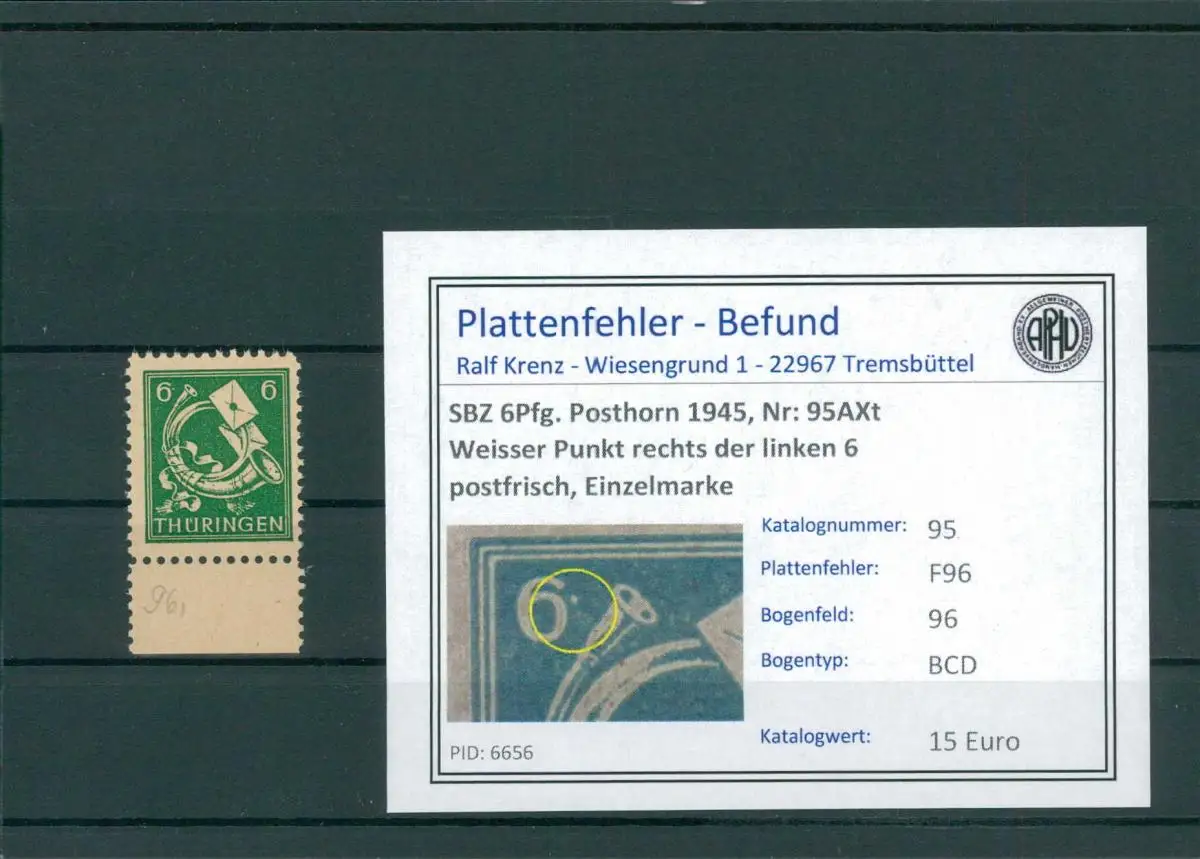 6 6
THÜRINGEN
96,
Plattenfehler - Befund
Ralf Krenz - Wiesengrund 1 - 22967 Tremsbüttel
APHV
SBZ 6Pfg. Posthorn 1945, Nr: 95AXt
Weisser Punkt rechts der linken 6
postfrisch, Einzelmarke
6
Katalognummer: 95
Plattenfehler: F96
Bogenfeld: 96
Bogentyp: BCD
Katalogwert: 15 Euro
PID: 6656